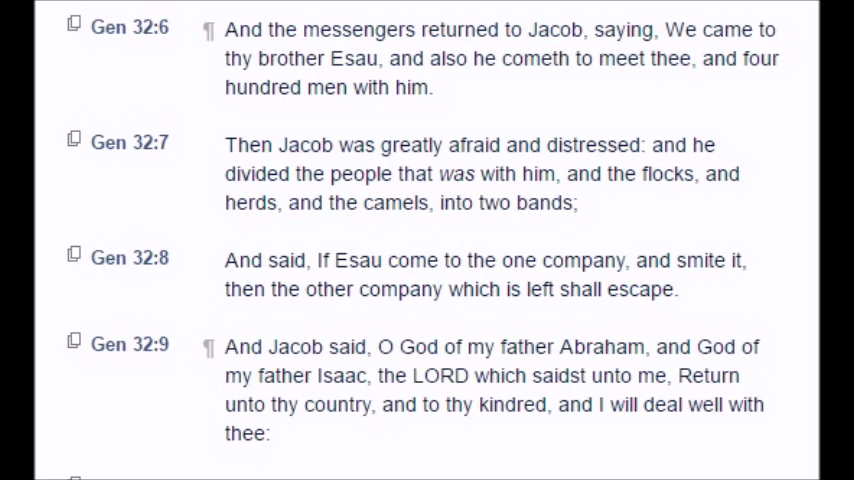 Gen 32:6 ¶ And the messengers returned to Jacob, saying, We came to
thy brother Esau, and also he cometh to meet thee, and four
hundred men with him.
Gen 32:7 Then Jacob was greatly afraid and distressed: and he
divided the people that was with him, and the flocks, and
herds, and the camels, into two bands;
Gen 32:8 And said, If Esau come to the one company, and smite it,
then the other company which is left shall escape.
Gen 32:9 ¶ And Jacob said, O God of my father Abraham, and God of
my father Isaac, the LORD which saidst unto me, Return
unto thy country, and to thy kindred, and I will deal well with
thee: